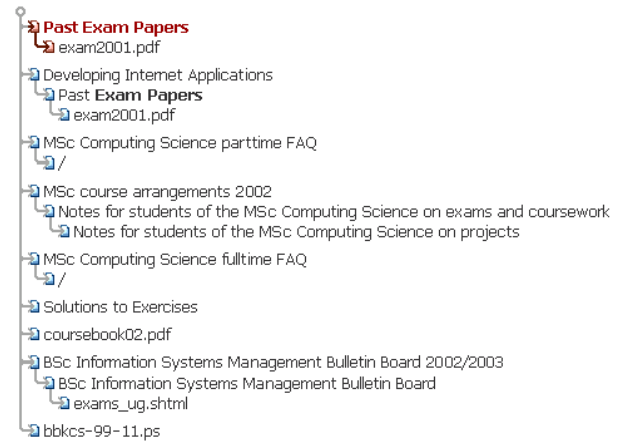 Past Exam Papers
exam2001.pdf
Developing Internet Applications
Past Exam Papers
exam2001.pdf
MSc Computing Science parttime FAQ
/
MSc course arrangements 2002
Notes for students of the MSc Computing Science on exams and coursework
Notes for students of the MSc Computing Science on projects
MSc Computing Science fulltime FAQ
/
Solutions to Exercises
coursebook02.pdf
BSc Information Systems Management Bulletin Board 2002/2003
BSc Information Systems Management Bulletin Board
exams_ug.shtml
bbkcs-99-11.ps